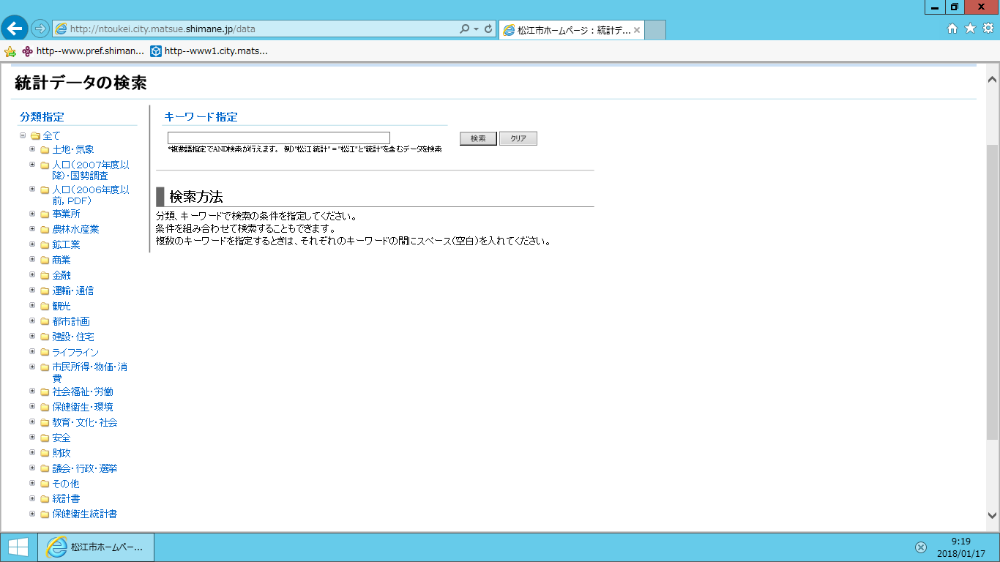 http://ntoukei.city.matsue.shimane.jp/data
松江市ホームページ：統計デ...
http--www.pref.shiman...
http--www1.city.mats...
統計データの検索
分類指定
全て
土地・気象
人口（2007年度以
降）・国勢調査
人口（2006年度以
前，PDF）
事業所
農林水産業
鉱工業
商業
金融
運輸・通信
観光
都市計画
建設・住宅
ライフライン
市民所得・物価・消
費
社会福祉・労働
保健衛生・環境
教育・文化・社会
安全
財政
議会・行政・選挙
その他
統計書
保健衛生統計書
キーワード指定
検索
クリア
*複数語指定でAND検索が行えます。 例)"松江 統計" = "松江"と"統計"を含むデータを検索
検索方法
分類、キーワードで検索の条件を指定してください。
条件を組み合わせて検索することもできます。
複数のキーワードを指定するときは、それぞれのキーワードの間にスペース（空白）を入れてください。
松江市ホームペー...
9:19
2018/01/17